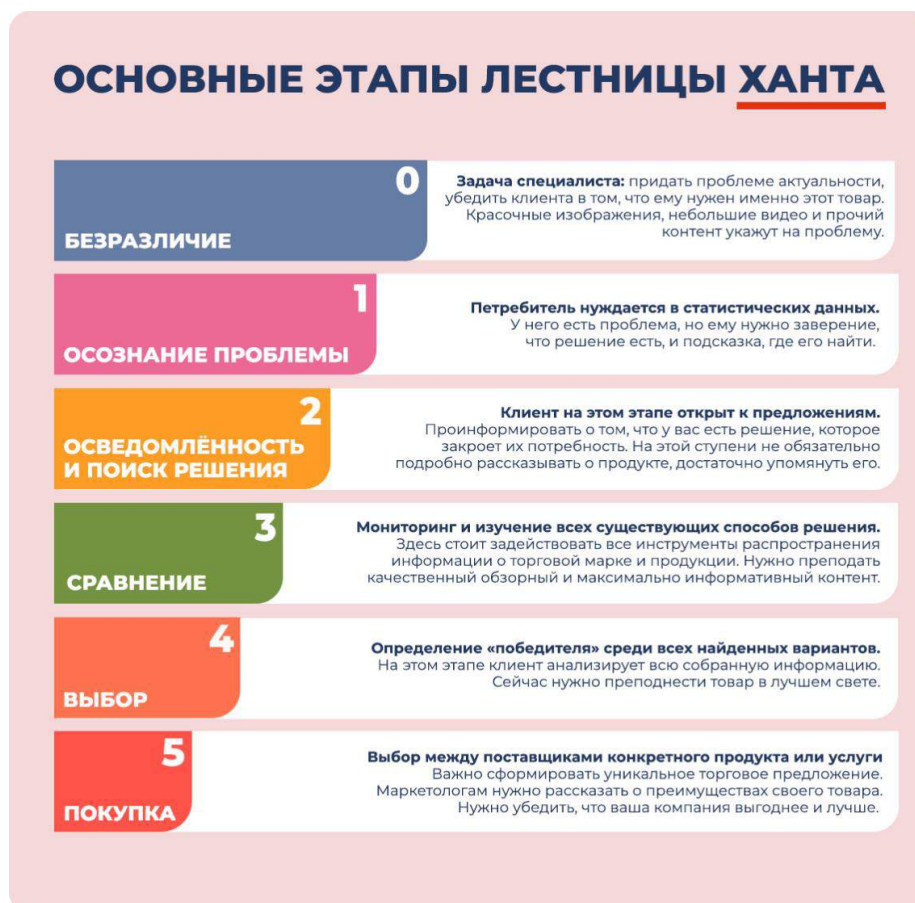 ОСНОВНЫЕ ЭТАПЫ ЛЕСТНИЦЫ ХАНТА
0
БЕЗРАЗЛИЧИЕ
Задача специалиста: придать проблеме актуальности,
убедить клиента в том, что ему нужен именно этот товар.
Красочные изображения, небольшие видео и прочий
контент укажут на проблему.
1
ОСОЗНАНИЕ ПРОБЛЕМЫ
Петребитель нуждается в статистических данных.
У него есть проблема, но ему нужно заверение,
что решение есть, и подсказка, где его найти.
2
ОСВЕДОМЛЁННОСТЬ
И ПОИСК РЕШЕНИЯ
Клиент на этом этапе открыт к предложениям.
Проинформировать о том, что у вас есть решение, которое
закроет их потребность. На этой ступени не обязательно
подробно рассказывать о продукте, достаточно упомянуть его.
3
СРАВНЕНИЕ
Мониторинг и изучение всех существующих способов решения.
Здесь стоит задействовать все инструменты распространения
информации о торговой марке и продукции. Нужно преподать
качественный обзорный и максимально информативный контент.
4
ВЫБОР
Определение «победителя» среди всех найденных вариантов.
На этом этапе клиент анализирует всю собранную информацию.
Сейчас нужно преподнести товар в лучшем свете.
5
ПОКУПКА
Выбор между поставщиками конкретного продукта или услуги
Важно сформировать уникальное торговое предложение.
Маркетологам нужно рассказать о преимуществах своего товара.
Нужно убедить, что ваша компания выгоднее и лучше.